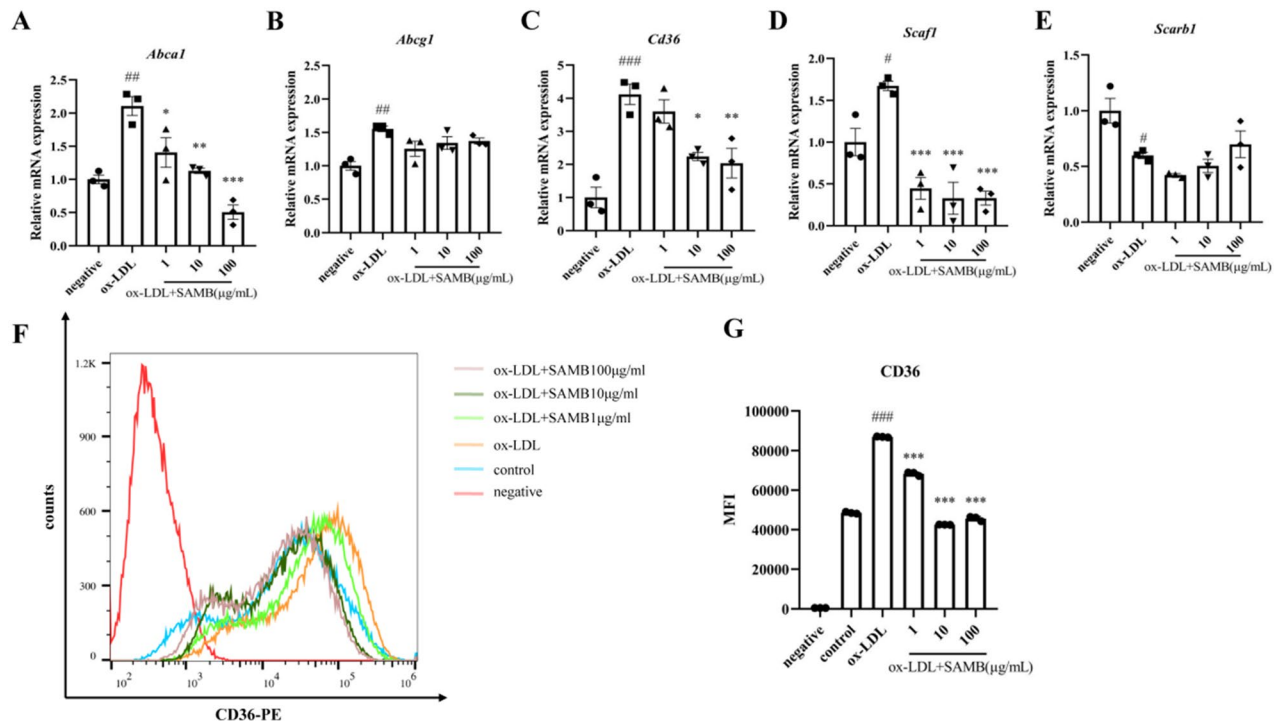 A
Abca1
Relative mRNA expression
2.5
2.0
1.5
1.0
0.5
0.0
##
*
**
***
negative
ox-LDL
1
10
100
ox-LDL+SAMB(μg/mL)
B
Abcg1
Relative mRNA expression
2.5
2.0
1.5
1.0
0.5
0.0
##
negative
ox-LDL
1
10
100
ox-LDL+SAMB(μg/mL)
C
Cd36
Relative mRNA expression
5
4
3
2
1
0
###
*
**
negative
ox-LDL
1
10
100
ox-LDL+SAMB(μg/mL)
D
Scaf1
Relative mRNA expression
2.0
1.5
1.0
0.5
0.0
#
***
***
***
negative
ox-LDL
1
10
100
ox-LDL+SAMB(μg/mL)
E
Scarb1
Relative mRNA expression
1.5
1.0
0.5
0.0
#
negative
ox-LDL
1
10
100
ox-LDL+SAMB(μg/mL)
F
counts
1.2K
900
600
300
0
10²
10³
10⁴
10⁵
10⁶
CD36-PE
ox-LDL+SAMB100μg/ml
ox-LDL+SAMB10μg/ml
ox-LDL+SAMB1μg/ml
ox-LDL
control
negative
G
CD36
MFI
100000
80000
60000
40000
20000
0
###
***
***
***
negative
control
ox-LDL
1
10
100
ox-LDL+SAMB(μg/mL)